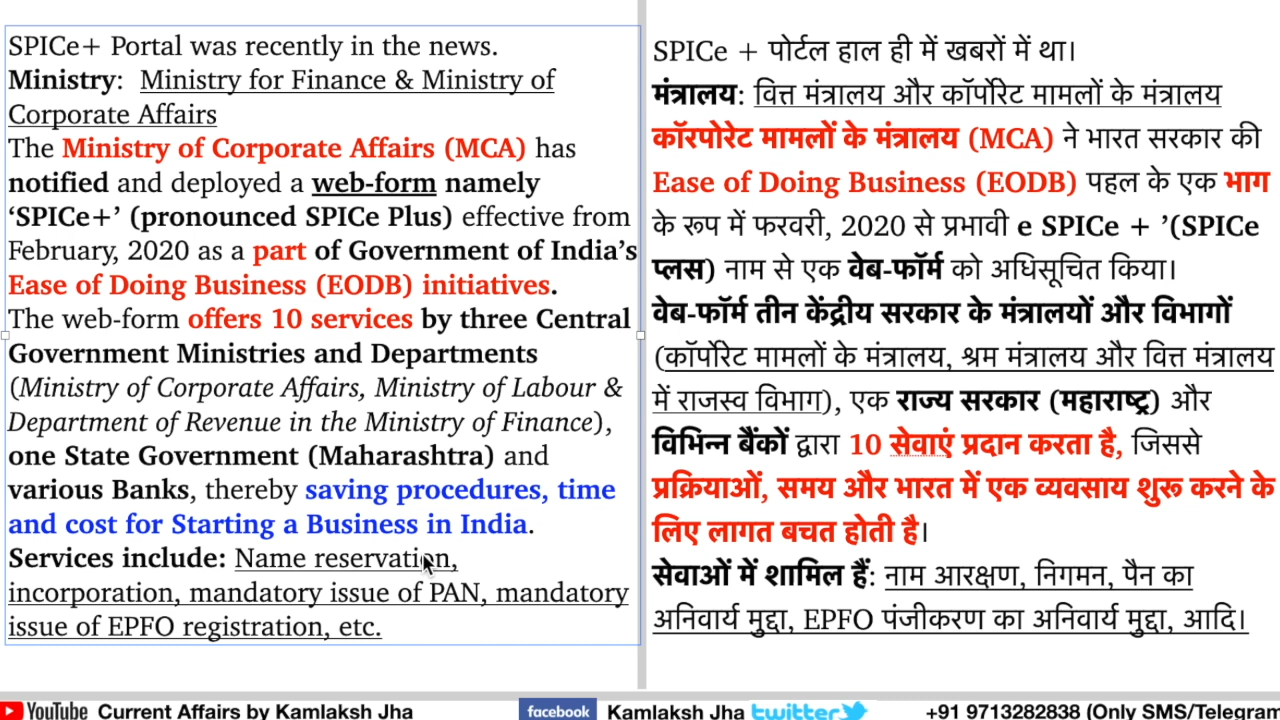 SPICe+ Portal was recently in the news.
Ministry: Ministry for Finance & Ministry of
Corporate Affairs
The Ministry of Corporate Affairs (MCA) has
notified and deployed a web-form namely
‘SPICe+’ (pronounced SPICe Plus) effective from
February, 2020 as a part of Government of India’s
Ease of Doing Business (EODB) initiatives.
The web-form offers 10 services by three Central
Government Ministries and Departments
(Ministry of Corporate Affairs, Ministry of Labour &
Department of Revenue in the Ministry of Finance),
one State Government (Maharashtra) and
various Banks, thereby saving procedures, time
and cost for Starting a Business in India.
Services include: Name reservation,
incorporation, mandatory issue of PAN, mandatory
issue of EPFO registration, etc.
SPICe + पोर्टल हाल ही में खबरों में था।
मंत्रालय: वित्त मंत्रालय और कॉर्पोरेट मामलों के मंत्रालय
कॉरपोरेट मामलों के मंत्रालय (MCA) ने भारत सरकार की
Ease of Doing Business (EODB) पहल के एक भाग
के रूप में फरवरी, 2020 से प्रभावी e SPICe + ’(SPICe
प्लस) नाम से एक वेब-फॉर्म को अधिसूचित किया।
वेब-फॉर्म तीन केंद्रीय सरकार के मंत्रालयों और विभागों
(कॉर्पोरेट मामलों के मंत्रालय, श्रम मंत्रालय और वित्त मंत्रालय
में राजस्व विभाग), एक राज्य सरकार (महाराष्ट्र) और
विभिन्न बैंकों द्वारा 10 सेवाएं प्रदान करता है, जिससे
प्रक्रियाओं, समय और भारत में एक व्यवसाय शुरू करने के
लिए लागत बचत होती है।
सेवाओं में शामिल हैं: नाम आरक्षण, निगमन, पैन का
अनिवार्य मुद्दा, EPFO पंजीकरण का अनिवार्य मुद्दा, आदि।
YouTube Current Affairs by Kamlaksh Jha facebook Kamlaksh Jha twitter +91 9713282838 (Only SMS/Telegram